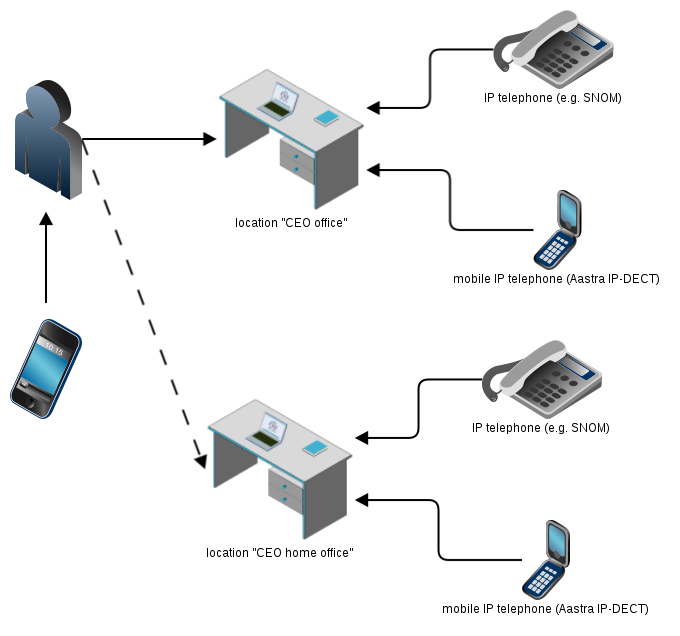 IP telephone (e.g. SNOM)
location "CEO office"
mobile IP telephone (Aastra IP-DECT)
10:15
IP telephone (e.g. SNOM)
location "CEO home office"
mobile IP telephone (Aastra IP-DECT)